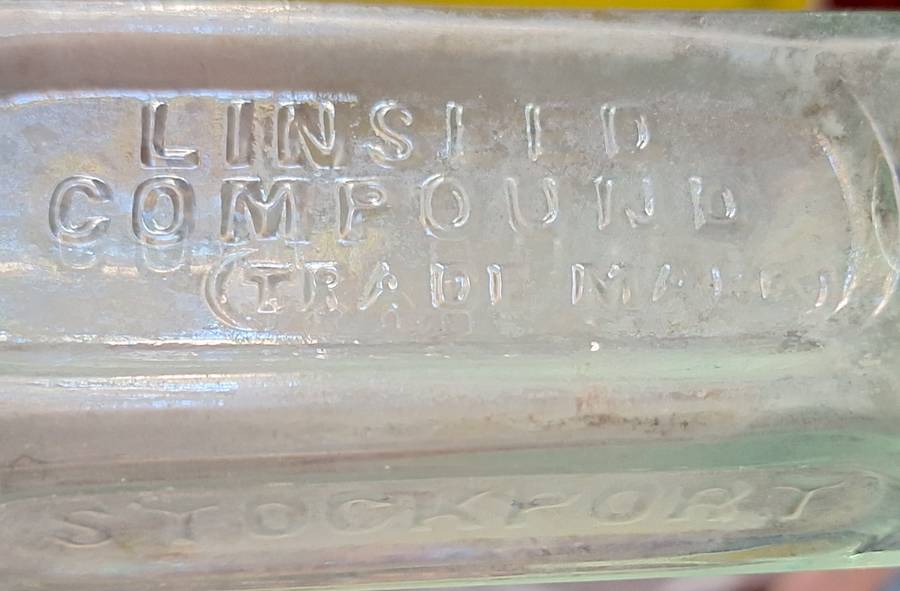 LINSEED
COMPOUND
(TRADE MARK)
STOCKPORT